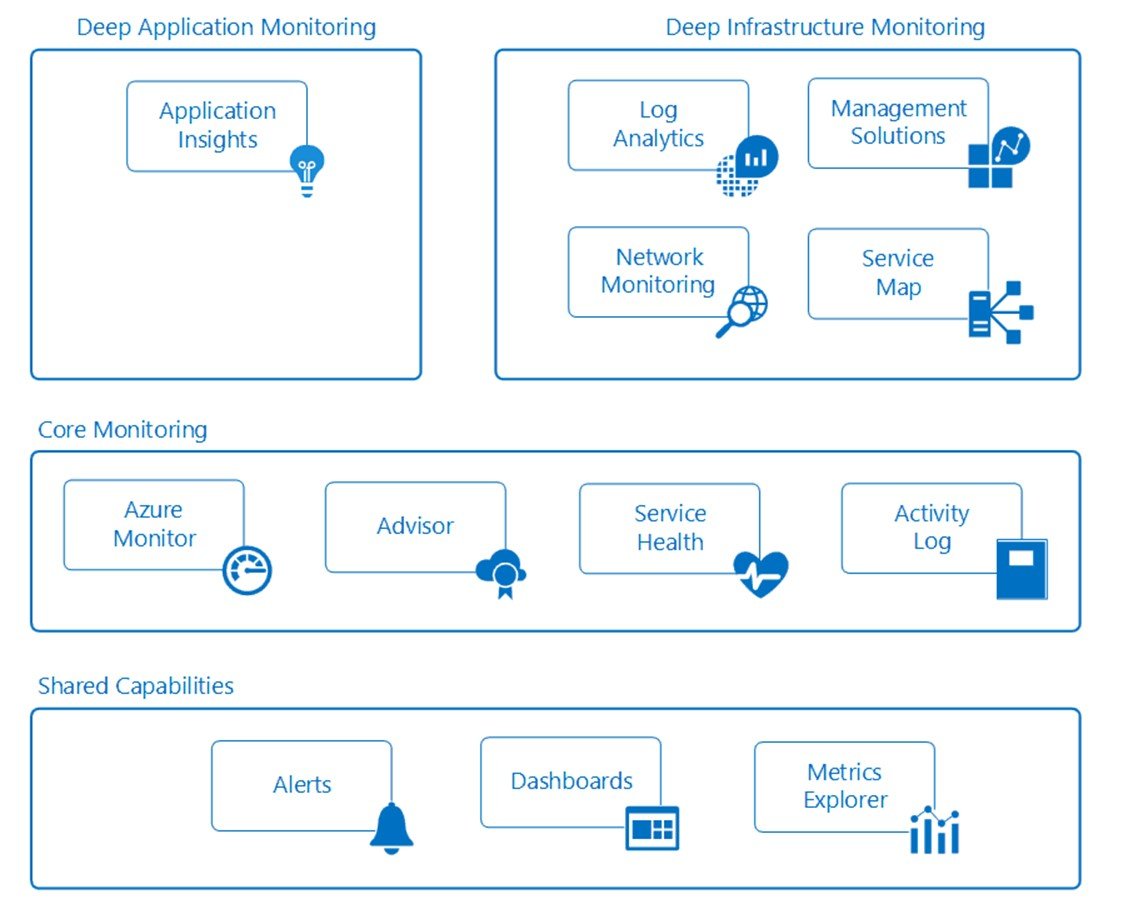 Deep Application Monitoring
Application
Insights
Deep Infrastructure Monitoring
Log
Analytics
Management
Solutions
Network
Monitoring
Service
Map
Core Monitoring
Azure
Monitor
Advisor
Service
Health
Activity
Log
Shared Capabilities
Alerts
Dashboards
Metrics
Explorer